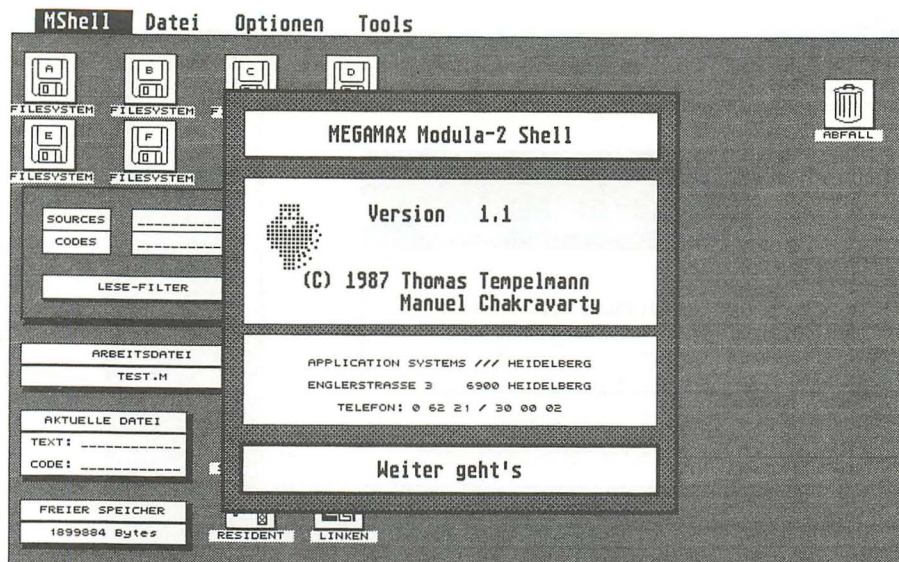 MShell Datei Optionen Tools
A B C D
FILESYSTEM FILESYSTEM
ABFALL
E F
FILESYSTEM FILESYSTEM
MEGAMAX Modula-2 Shell
Version 1.1
(C) 1987 Thomas Tempelmann
Manuel Chakravarty
SOURCES
CODES
LESE-FILTER
APPLICATION SYSTEMS /// HEIDELBERG
ENGLERSTRASSE 3 6900 HEIDELBERG
TELEFON: 0 62 21 / 30 00 02
ARBEITSDATEI
TEST.M
AKTUELLE DATEI
TEXT: ____________
CODE: ____________
Weiter geht's
FREIER SPEICHER
1899884 Bytes
RESIDENT LINKEN